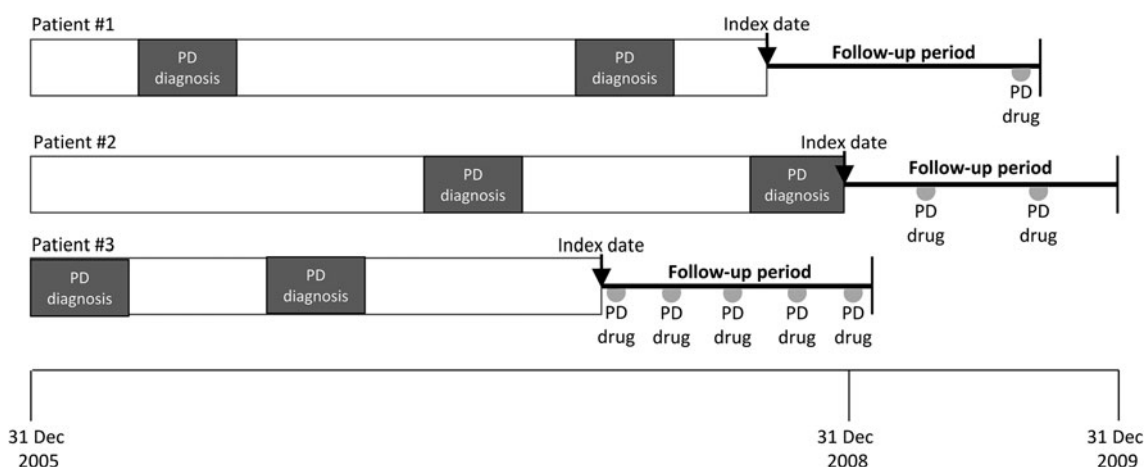 Patient #1
Index date
PD
diagnosis
PD
diagnosis
Follow-up period
PD
drug
Patient #2
Index date
PD
diagnosis
PD
diagnosis
Follow-up period
PD
drug
PD
drug
Patient #3
Index date
PD
diagnosis
PD
diagnosis
Follow-up period
PD
drug
PD
drug
PD
drug
PD
drug
PD
drug
31 Dec
2005
31 Dec
2008
31 Dec
2009